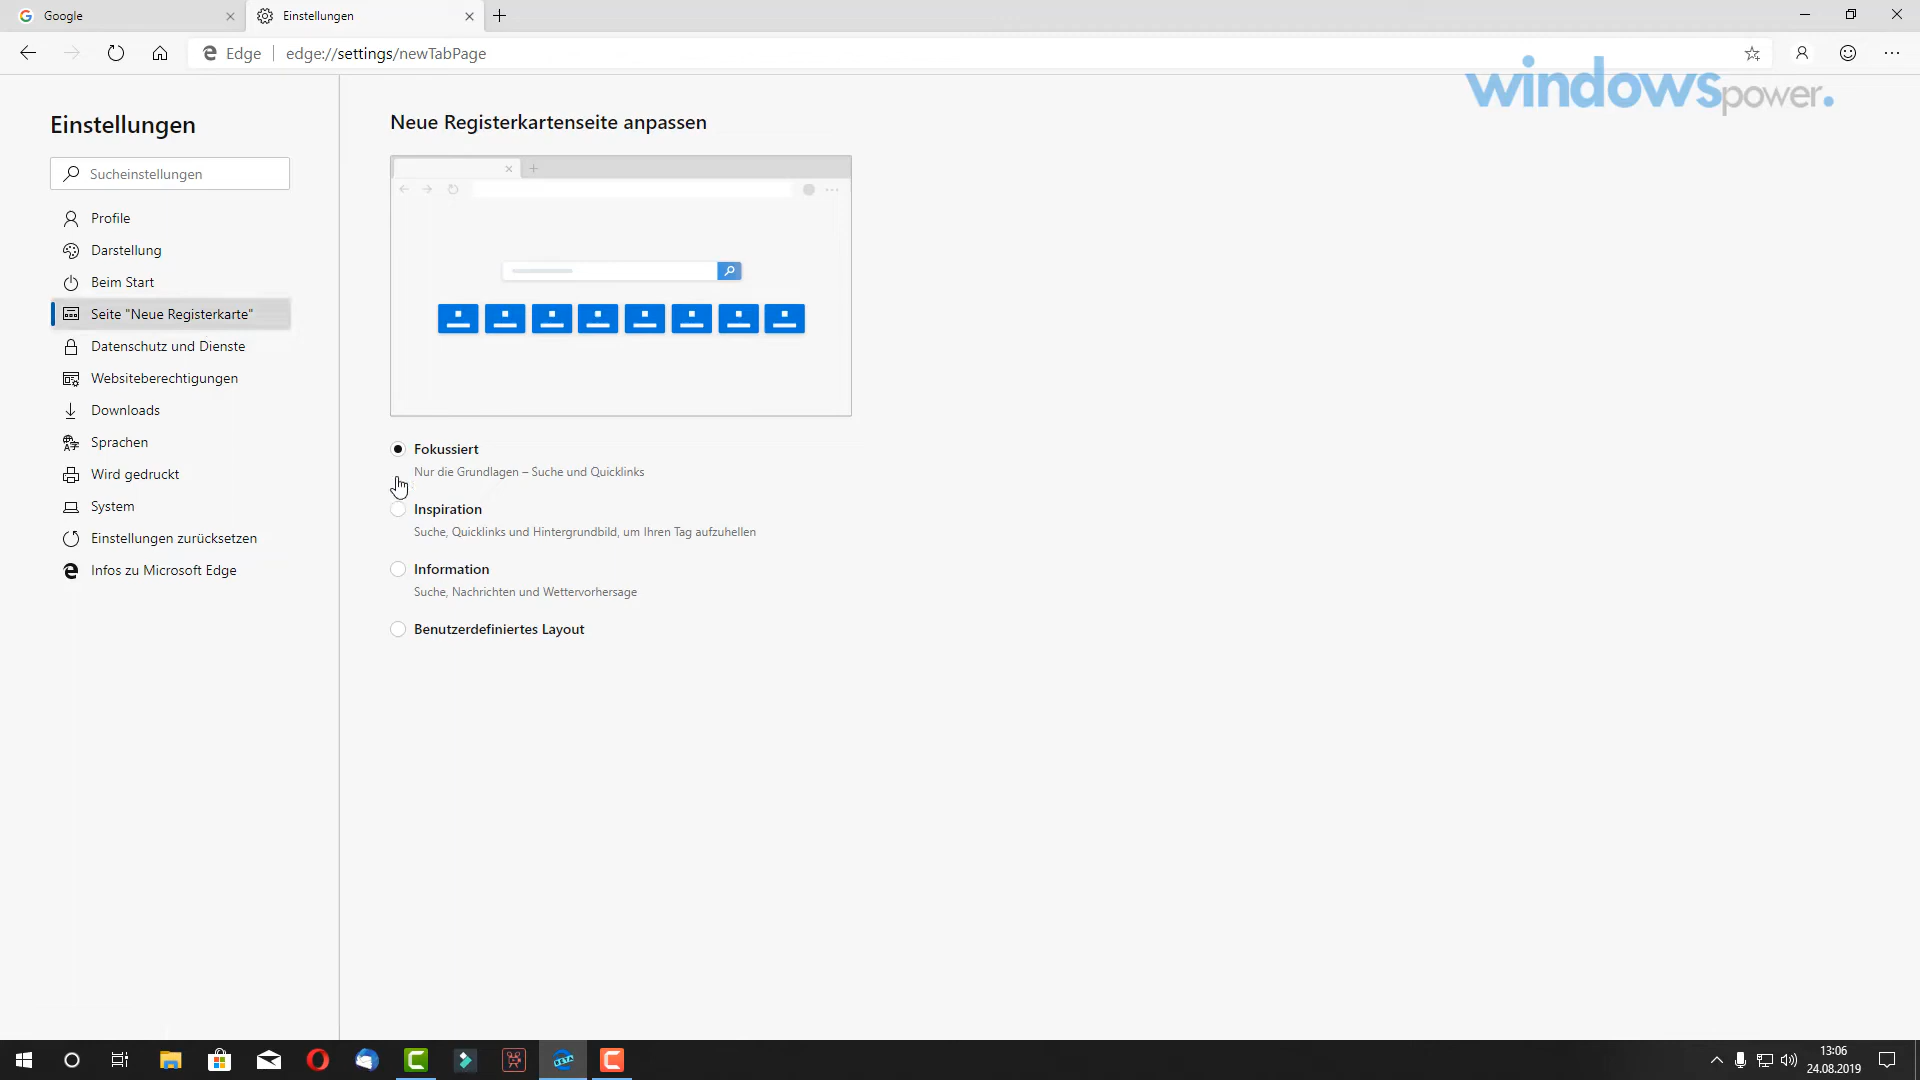 Google
Einstellungen
Edge
edge://settings/newTabPage
windowspower.
Einstellungen
Sucheinstellungen
Profile
Darstellung
Beim Start
Seite "Neue Registerkarte"
Datenschutz und Dienste
Websiteberechtigungen
Downloads
Sprachen
Wird gedruckt
System
Einstellungen zurücksetzen
Infos zu Microsoft Edge
Neue Registerkartenseite anpassen
Fokussiert
Nur die Grundlagen – Suche und Quicklinks
Inspiration
Suche, Quicklinks und Hintergrundbild, um Ihren Tag aufzuhellen
Information
Suche, Nachrichten und Wettervorhersage
Benutzerdefiniertes Layout
BETA
13:06
24.08.2019